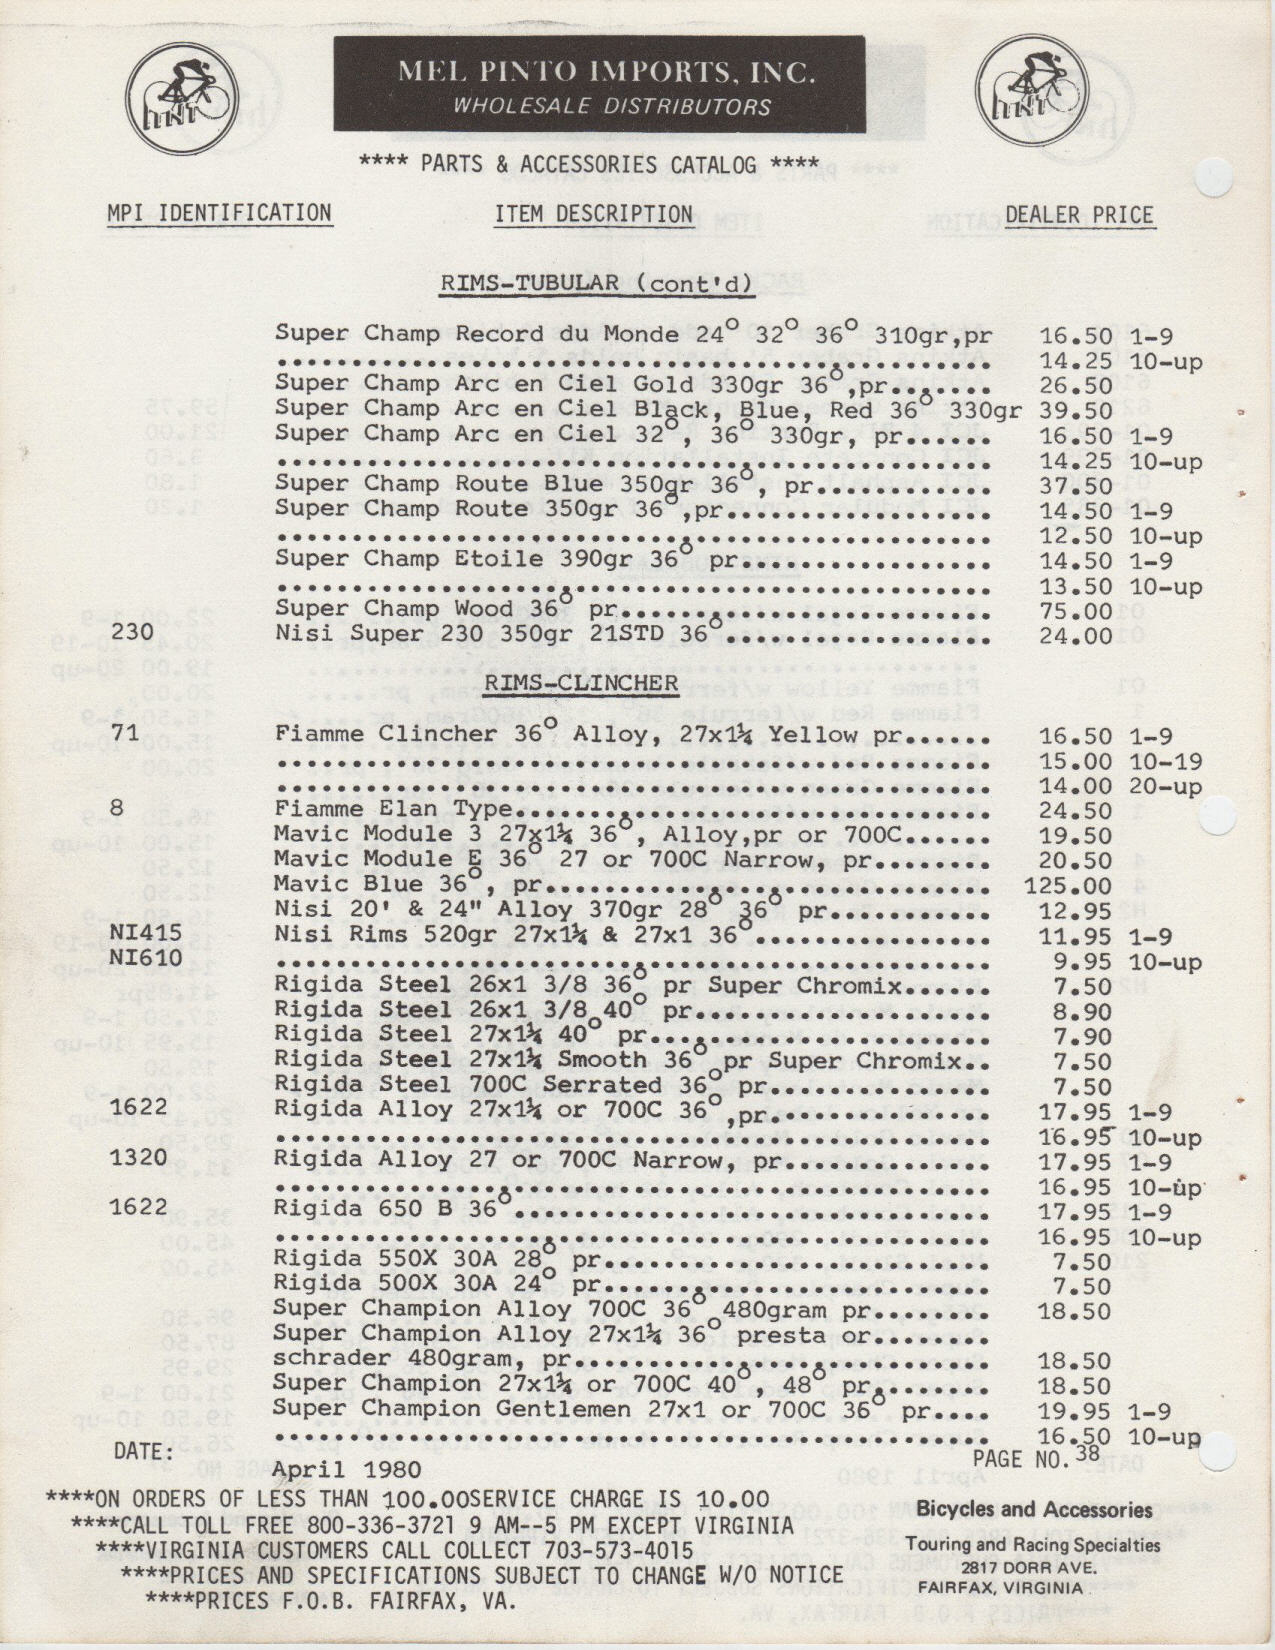 MEL PINTO IMPORTS, INC.
WHOLESALE DISTRIBUTORS
**** PARTS & ACCESSORIES CATALOG ****
MPI IDENTIFICATION ITEM DESCRIPTION DEALER PRICE
RIMS-TUBULAR (cont'd)
Super Champ Record du Monde 24° 32° 36° 310gr,pr 16.50 1-9
................................................ 14.25 10-up
Super Champ Arc en Ciel Gold 330gr 36°,pr....... 26.50
Super Champ Arc en Ciel Black, Blue, Red 36° 330gr 39.50
Super Champ Arc en Ciel 32°, 36° 330gr, pr...... 16.50 1-9
................................................ 14.25 10-up
Super Champ Route Blue 350gr 36°, pr............ 37.50
Super Champ Route 350gr 36°,pr.................. 14.50 1-9
................................................ 12.50 10-up
Super Champ Etoile 390gr 36° pr................. 14.50 1-9
................................................ 13.50 10-up
Super Champ Wood 36° pr......................... 75.00
230 Nisi Super 230 350gr 21STD 36°.................. 24.00
RIMS-CLINCHER
71 Fiamme Clincher 36° Alloy, 27x1¼ Yellow pr...... 16.50 1-9
................................................ 15.00 10-19
................................................ 14.00 20-up
8 Fiamme Elan Type................................ 24.50
Mavic Module 3 27x1¼ 36°, Alloy,pr or 700C...... 19.50
Mavic Module E 36° 27 or 700C Narrow, pr........ 20.50
Mavic Blue 36°, pr.............................. 125.00
Nisi 20' & 24" Alloy 370gr 28° 36° pr........... 12.95
NI415 Nisi Rims 520gr 27x1¼ & 27x1 36°................ 11.95 1-9
NI610 ................................................ 9.95 10-up
Rigida Steel 26x1 3/8 36° pr Super Chromix...... 7.50
Rigida Steel 26x1 3/8 40° pr.................... 8.90
Rigida Steel 27x1¼ 40° pr....................... 7.90
Rigida Steel 27x1¼ Smooth 36° pr Super Chromix.. 7.50
Rigida Steel 700C Serrated 36° pr............... 7.50
1622 Rigida Alloy 27x1¼ or 700C 36°,pr............... 17.95 1-9
................................................ 16.95 10-up
1320 Rigida Alloy 27 or 700C Narrow, pr.............. 17.95 1-9
................................................ 16.95 10-up
1622 Rigida 650 B 36°................................ 17.95 1-9
................................................ 16.95 10-up
Rigida 550X 30A 28° pr.......................... 7.50
Rigida 500X 30A 24° pr.......................... 7.50
Super Champion Alloy 700C 36° 480gram pr........ 18.50
Super Champion Alloy 27x1¼ 36° presta or........
schrader 480gram, pr............................ 18.50
Super Champion 27x1¼ or 700C 40°, 48° pr........ 18.50
Super Champion Gentlemen 27x1 or 700C 36° pr.... 19.95 1-9
................................................ 16.50 10-up
DATE: April 1980 PAGE NO. 38
****ON ORDERS OF LESS THAN 100.00SERVICE CHARGE IS 10.00
****CALL TOLL FREE 800-336-3721 9 AM--5 PM EXCEPT VIRGINIA
****VIRGINIA CUSTOMERS CALL COLLECT 703-573-4015
****PRICES AND SPECIFICATIONS SUBJECT TO CHANGE W/O NOTICE
****PRICES F.O.B. FAIRFAX, VA.
Bicycles and Accessories
Touring and Racing Specialties
2817 DORR AVE.
FAIRFAX, VIRGINIA